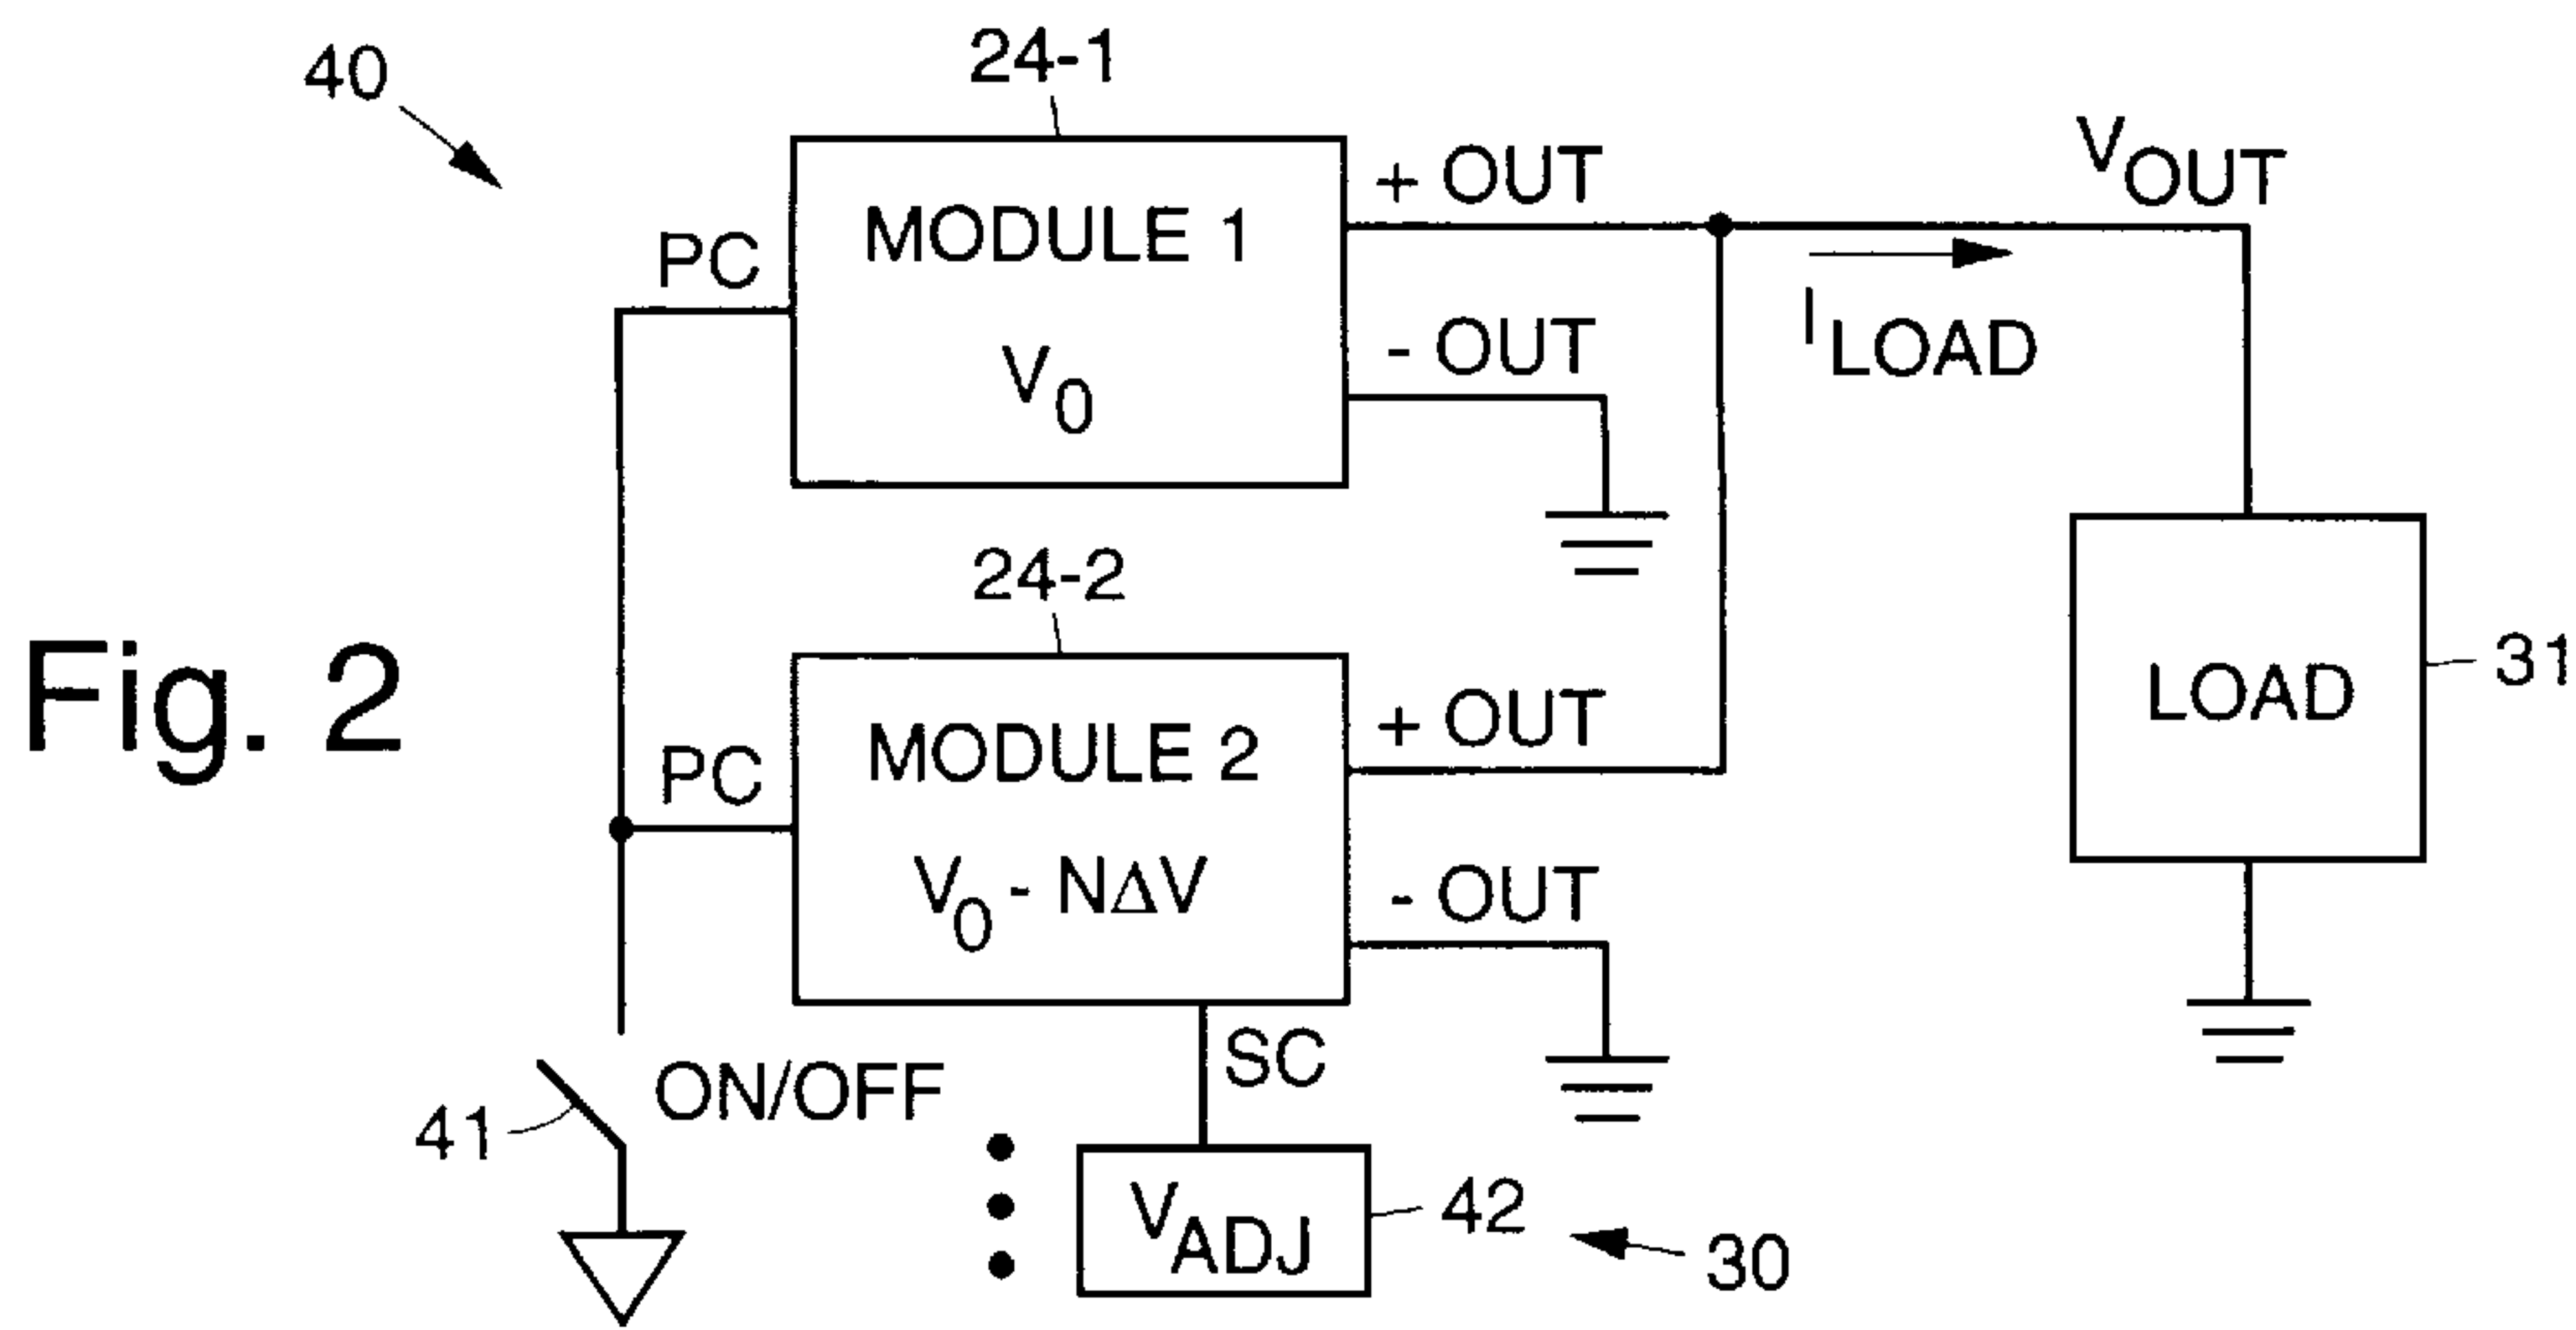 40
24-1
MODULE 1
V0
PC
+ OUT
- OUT
VOUT
ILOAD
Fig. 2
24-2
MODULE 2
V0 - NΔV
PC
+ OUT
- OUT
LOAD
31
SC
ON/OFF
41
VADJ
42
30